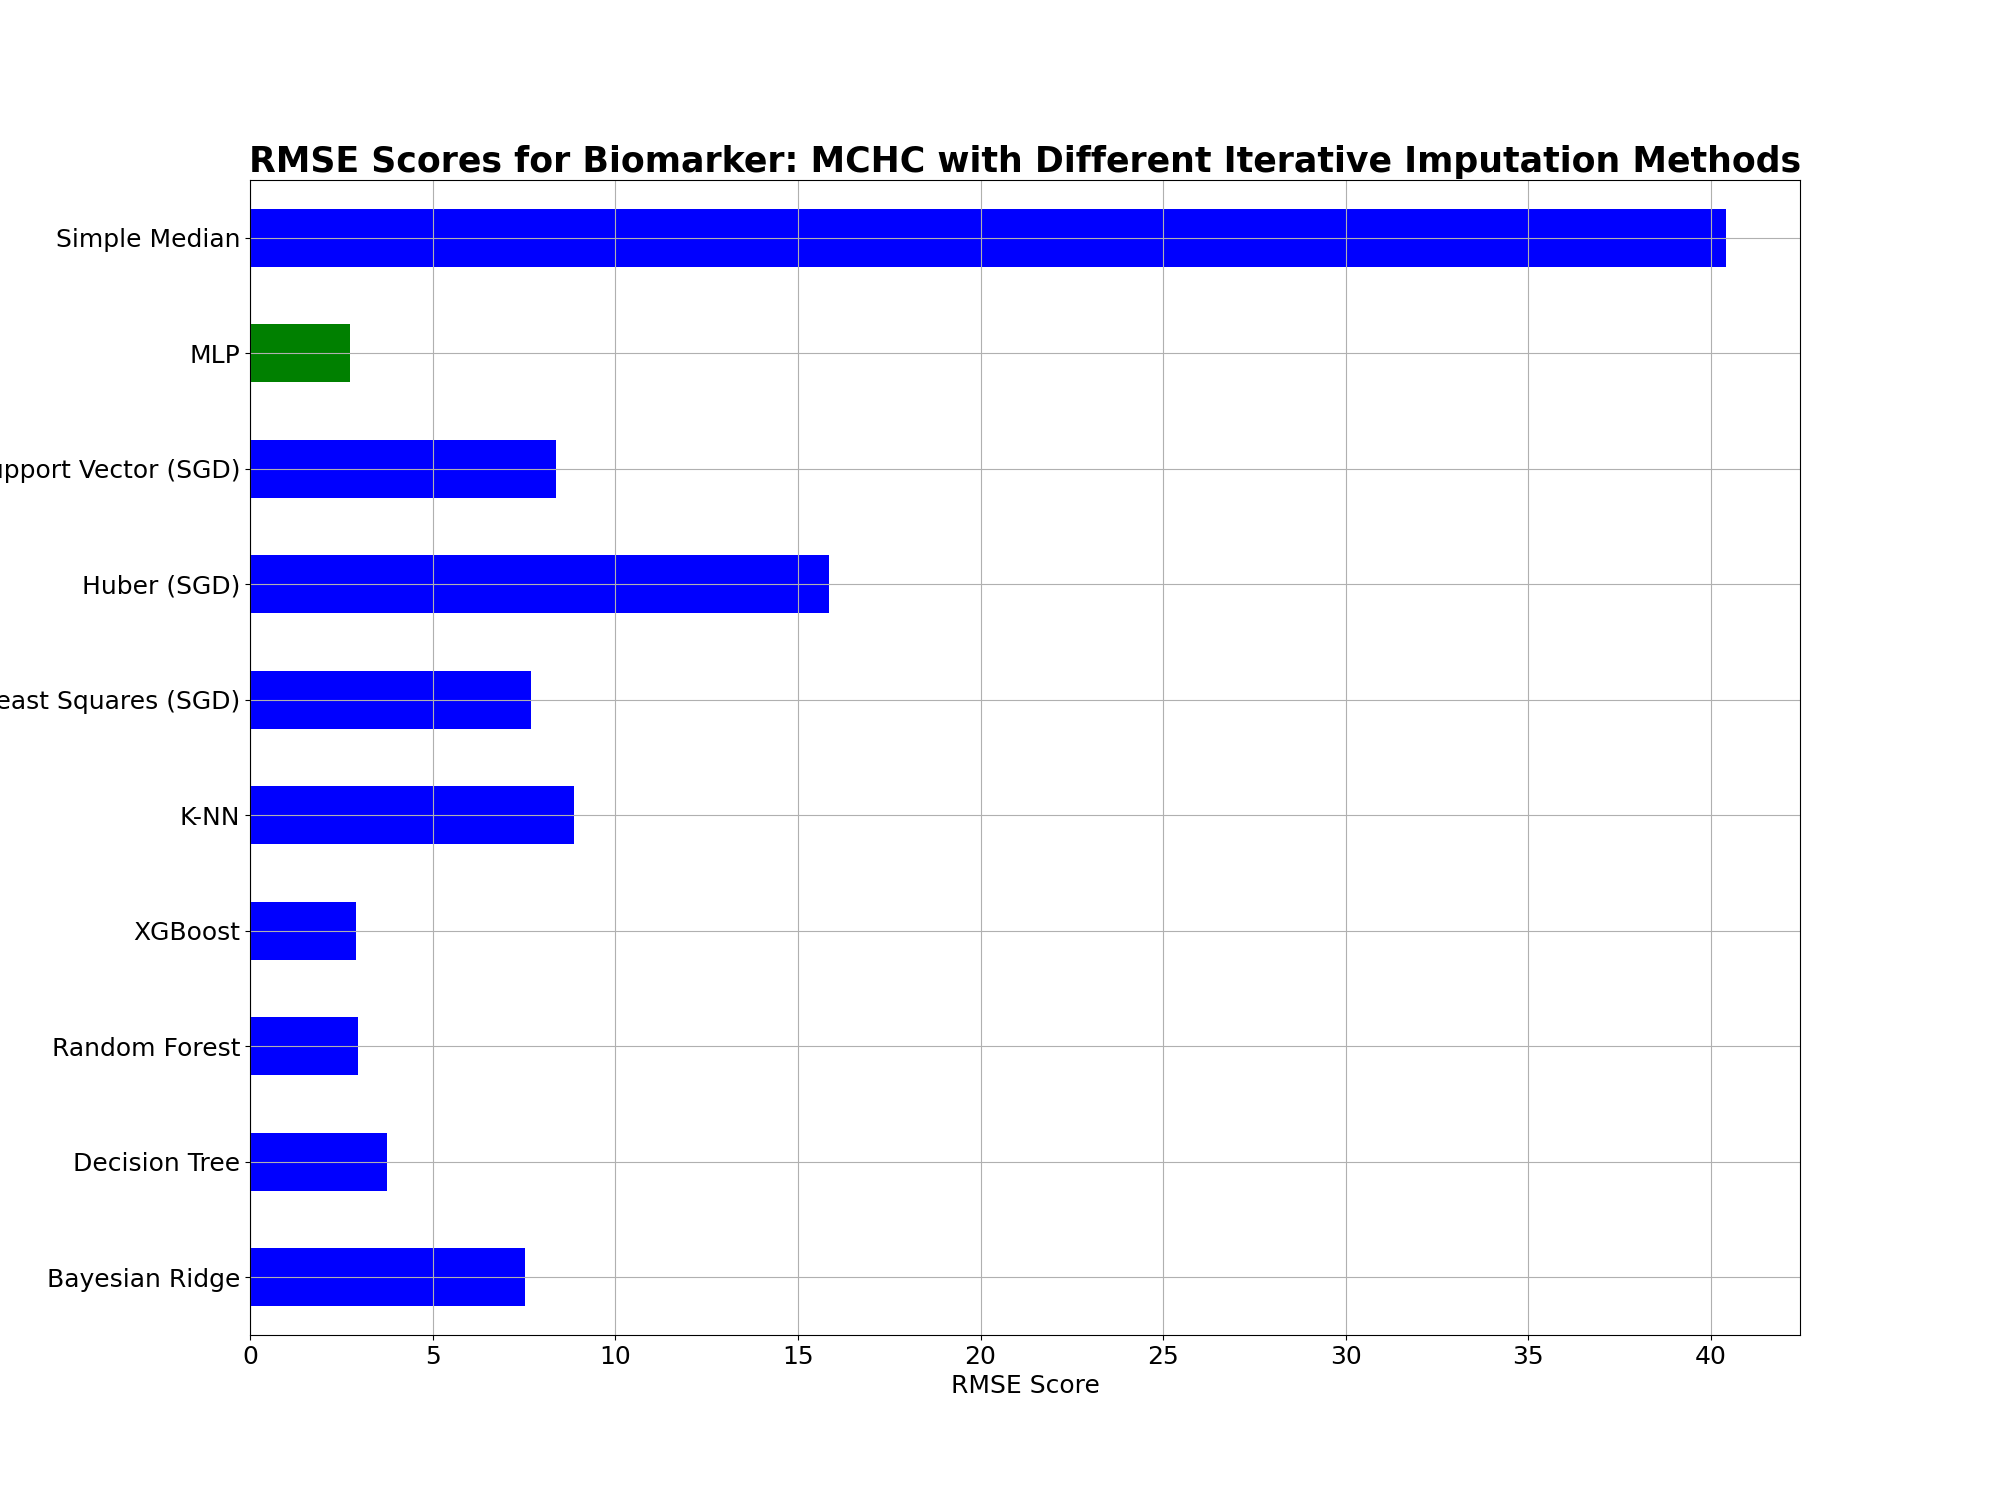 RMSE Scores for Biomarker: MCHC with Different Iterative Imputation Methods
Simple Median
MLP
Vector (SGD)
Huber (SGD)
Squares (SGD)
K-NN
XGBoost
Random Forest
Decision Tree
Bayesian Ridge
0 5 10 15 20 25 30 35 40
RMSE Score